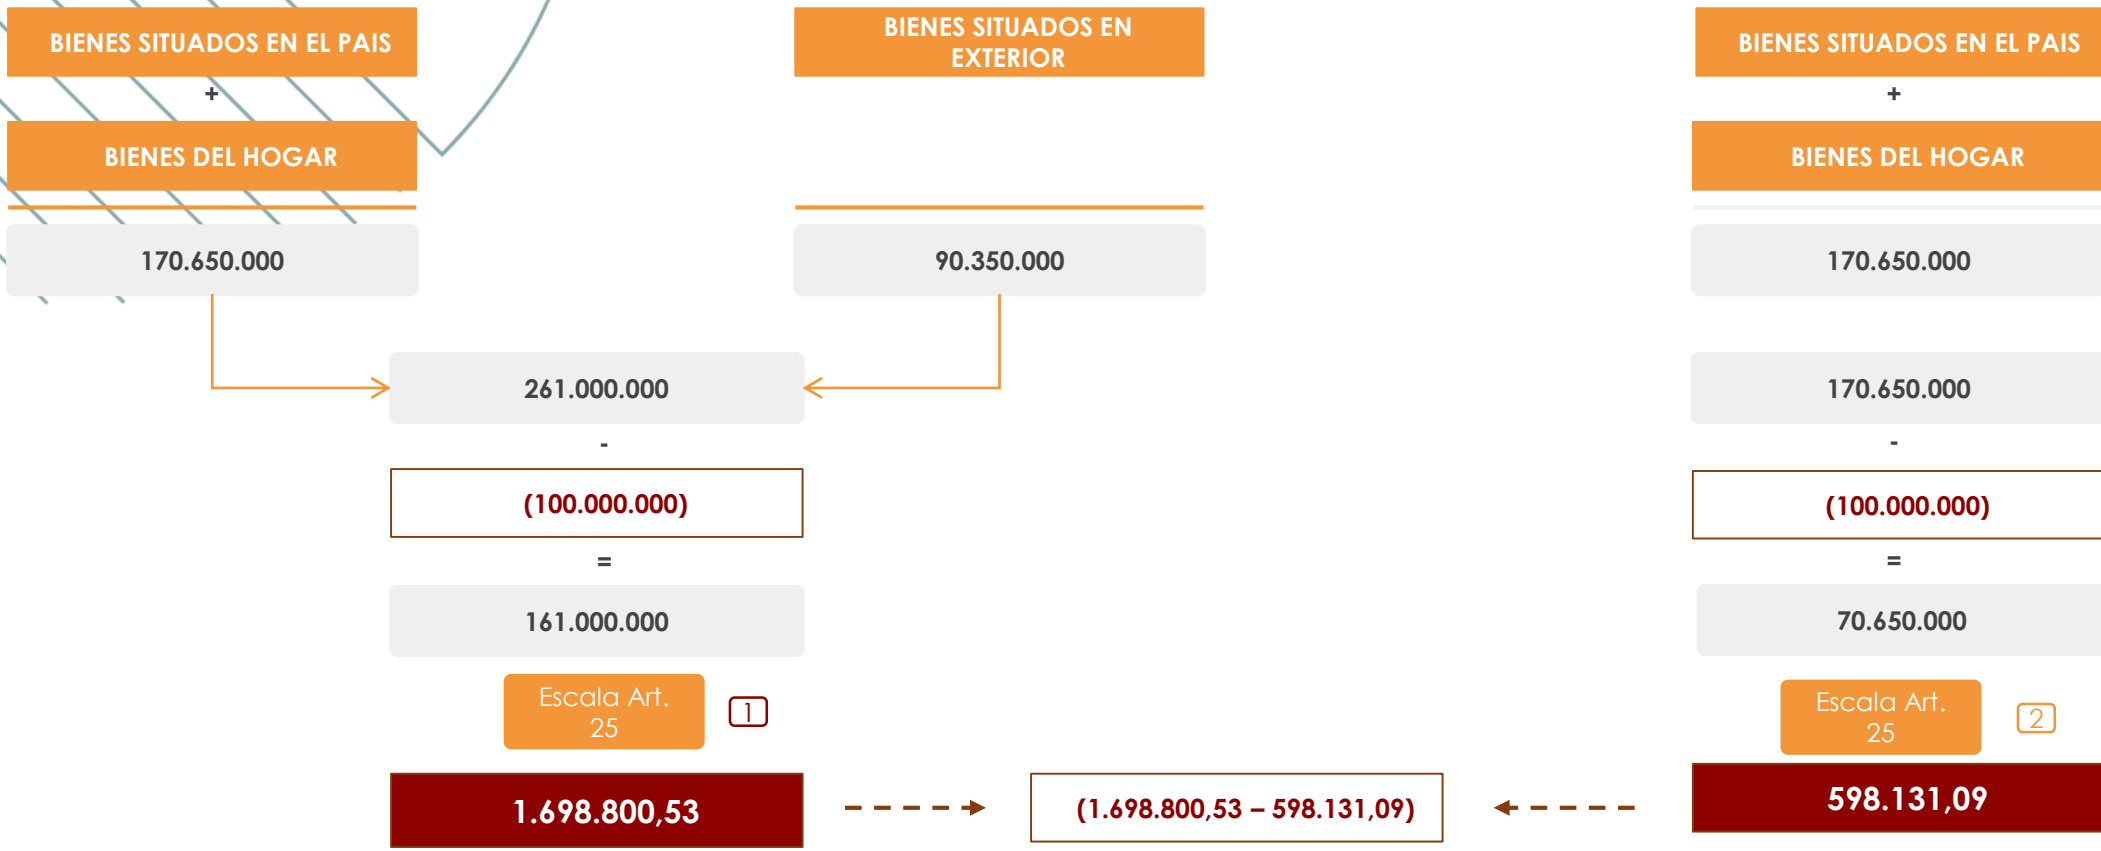 BIENES SITUADOS EN EL PAIS
+
BIENES DEL HOGAR
170.650.000
BIENES SITUADOS EN
EXTERIOR
90.350.000
261.000.000
-
(100.000.000)
=
161.000.000
Escala Art.
25
1
1.698.800,53
(1.698.800,53 – 598.131,09)
BIENES SITUADOS EN EL PAIS
+
BIENES DEL HOGAR
170.650.000
170.650.000
-
(100.000.000)
=
70.650.000
Escala Art.
25
2
598.131,09